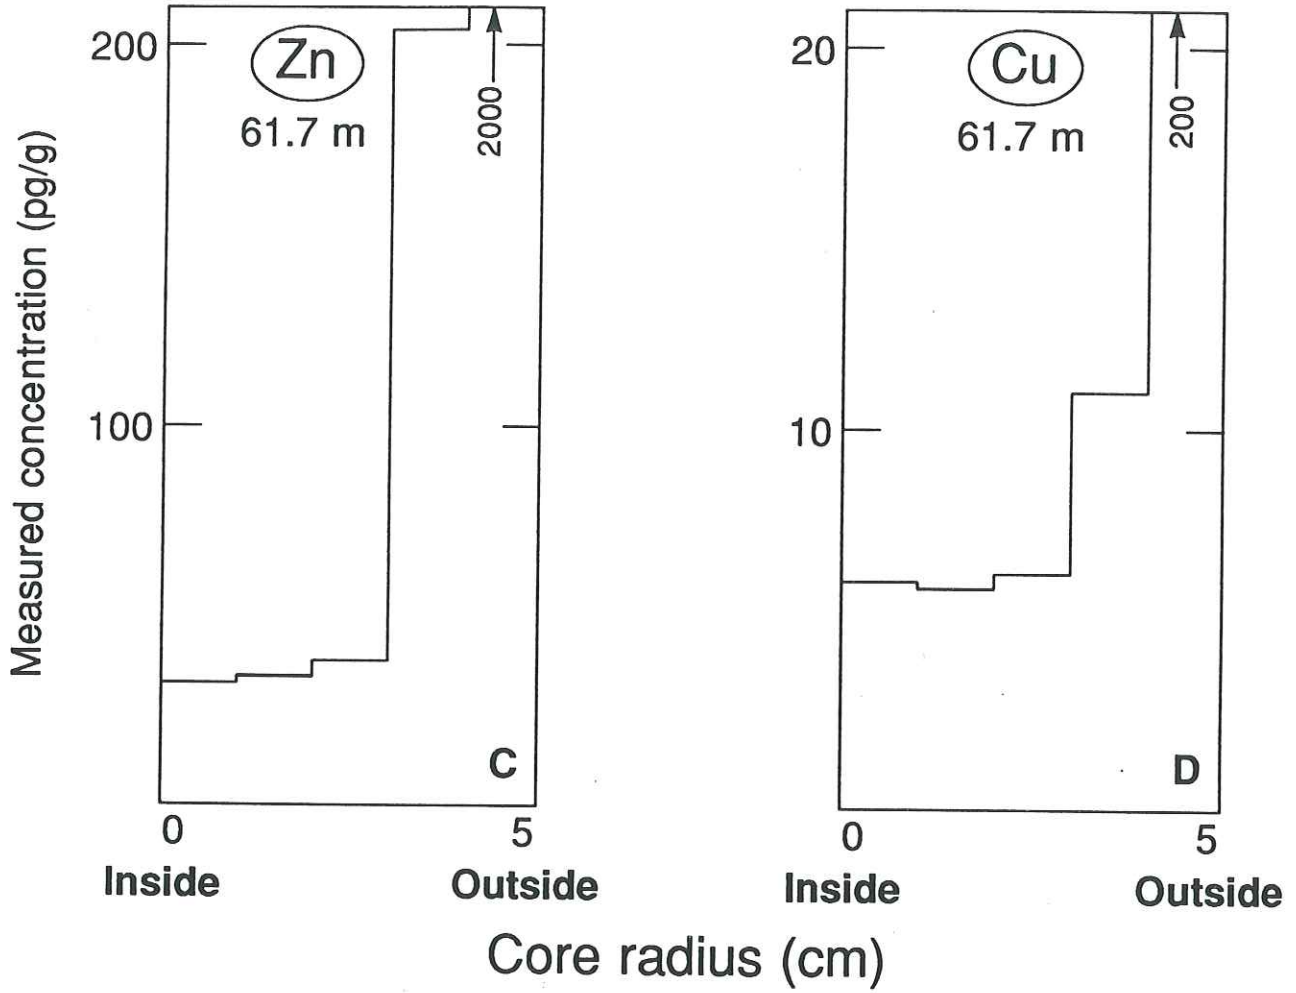 Measured concentration (pg/g)
200
100
Zn
61.7 m
2000
C
0
5
Inside
Outside
20
10
Cu
61.7 m
200
D
0
5
Inside
Outside
Core radius (cm)